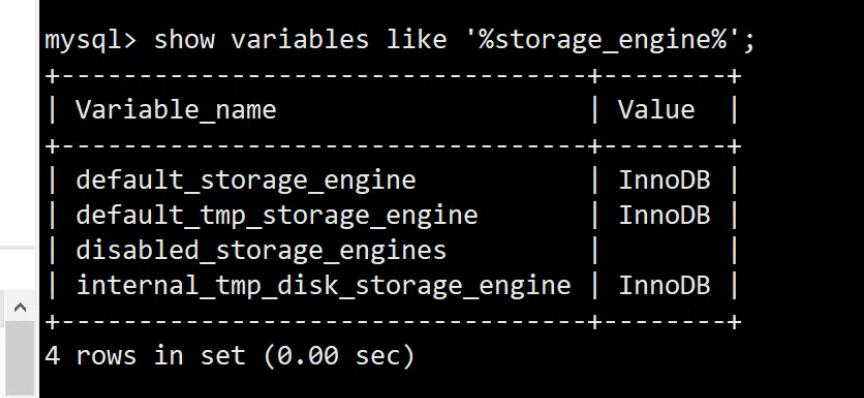 mysql> show variables like '%storage_engine%';
+----------------------------------+--------+
| Variable_name                    | Value  |
+----------------------------------+--------+
| default_storage_engine           | InnoDB |
| default_tmp_storage_engine       | InnoDB |
| disabled_storage_engines         |        |
| internal_tmp_disk_storage_engine | InnoDB |
+----------------------------------+--------+
4 rows in set (0.00 sec)